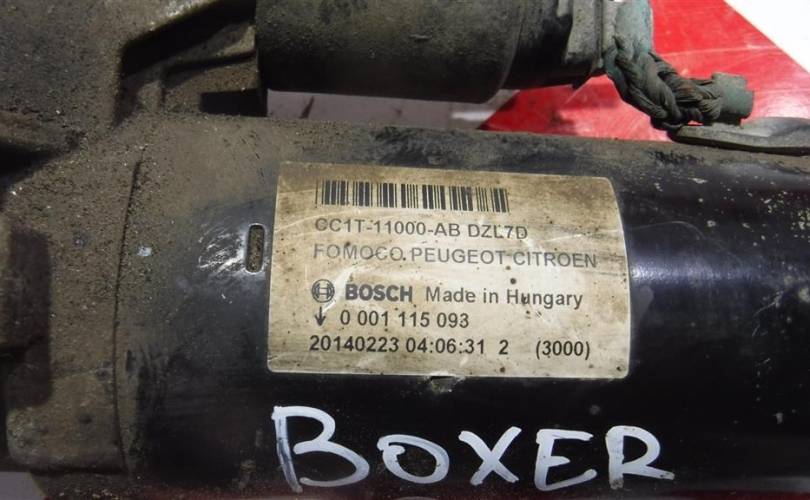 CC1T-11000-AB DZL7D
FOMOCO PEUGEOT CITROEN
BOSCH Made in Hungary
0 001 115 093
20140223 04:06:31 2 (3000)
BOXER